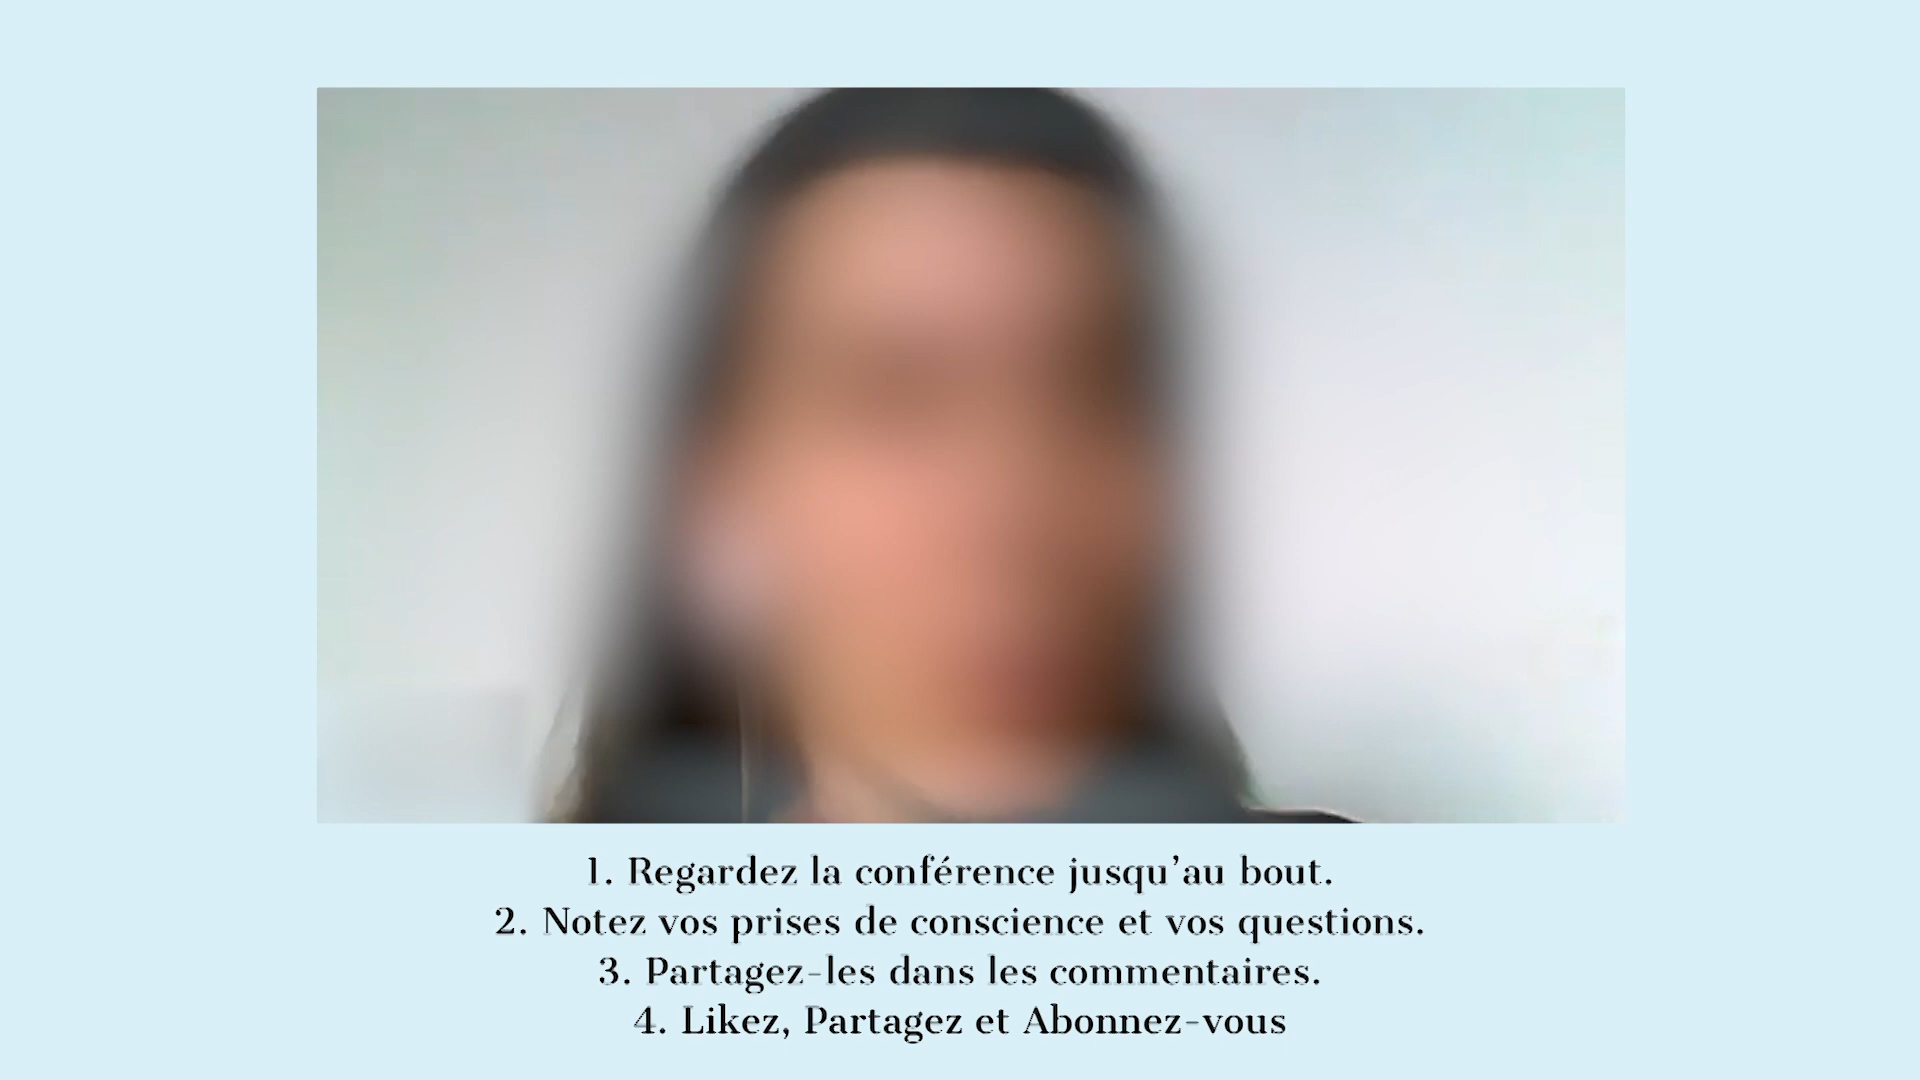 1. Regardez la conférence jusqu'au bout.
2. Notez vos prises de conscience et vos questions.
3. Partagez-les dans les commentaires.
4. Likez, Partagez et Abonnez-vous